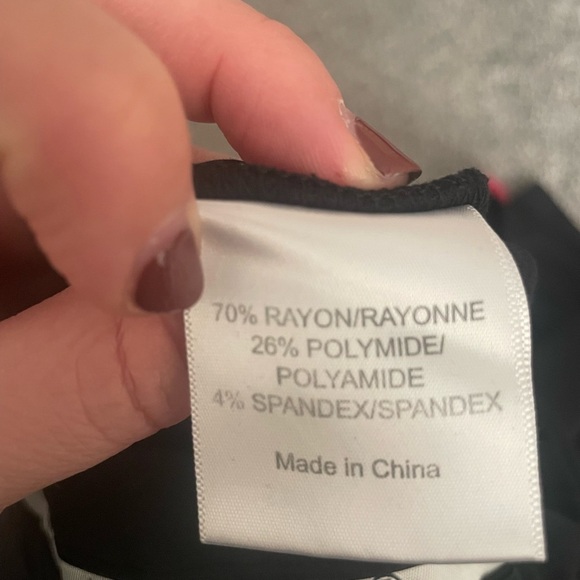 70% RAYON/RAYONNE
26% POLYMIDE/
POLYAMIDE
4% SPANDEX/SPANDEX
Made in China